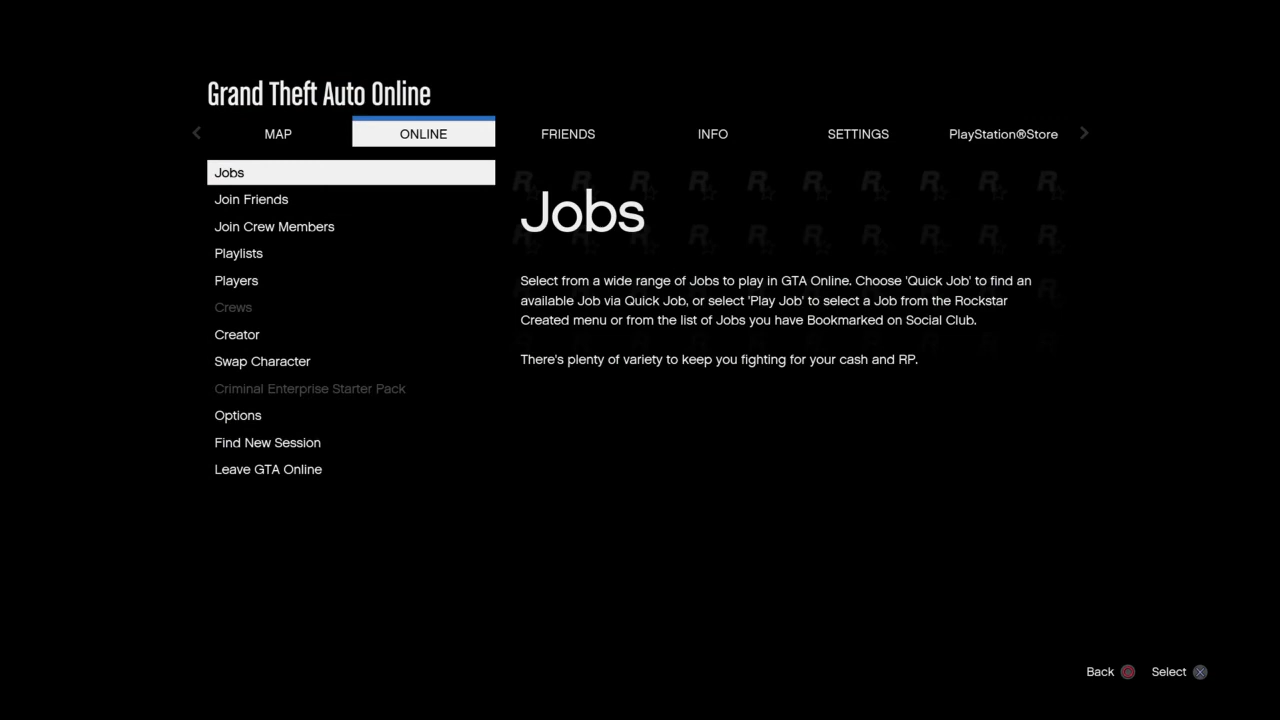 Grand Theft Auto Online
MAP ONLINE FRIENDS INFO SETTINGS PlayStation®Store
Jobs
Join Friends
Join Crew Members
Playlists
Players
Crews
Creator
Swap Character
Criminal Enterprise Starter Pack
Options
Find New Session
Leave GTA Online
Jobs
Select from a wide range of Jobs to play in GTA Online. Choose 'Quick Job' to find an
available Job via Quick Job, or select 'Play Job' to select a Job from the Rockstar
Created menu or from the list of Jobs you have Bookmarked on Social Club.
There's plenty of variety to keep you fighting for your cash and RP.
Back Select